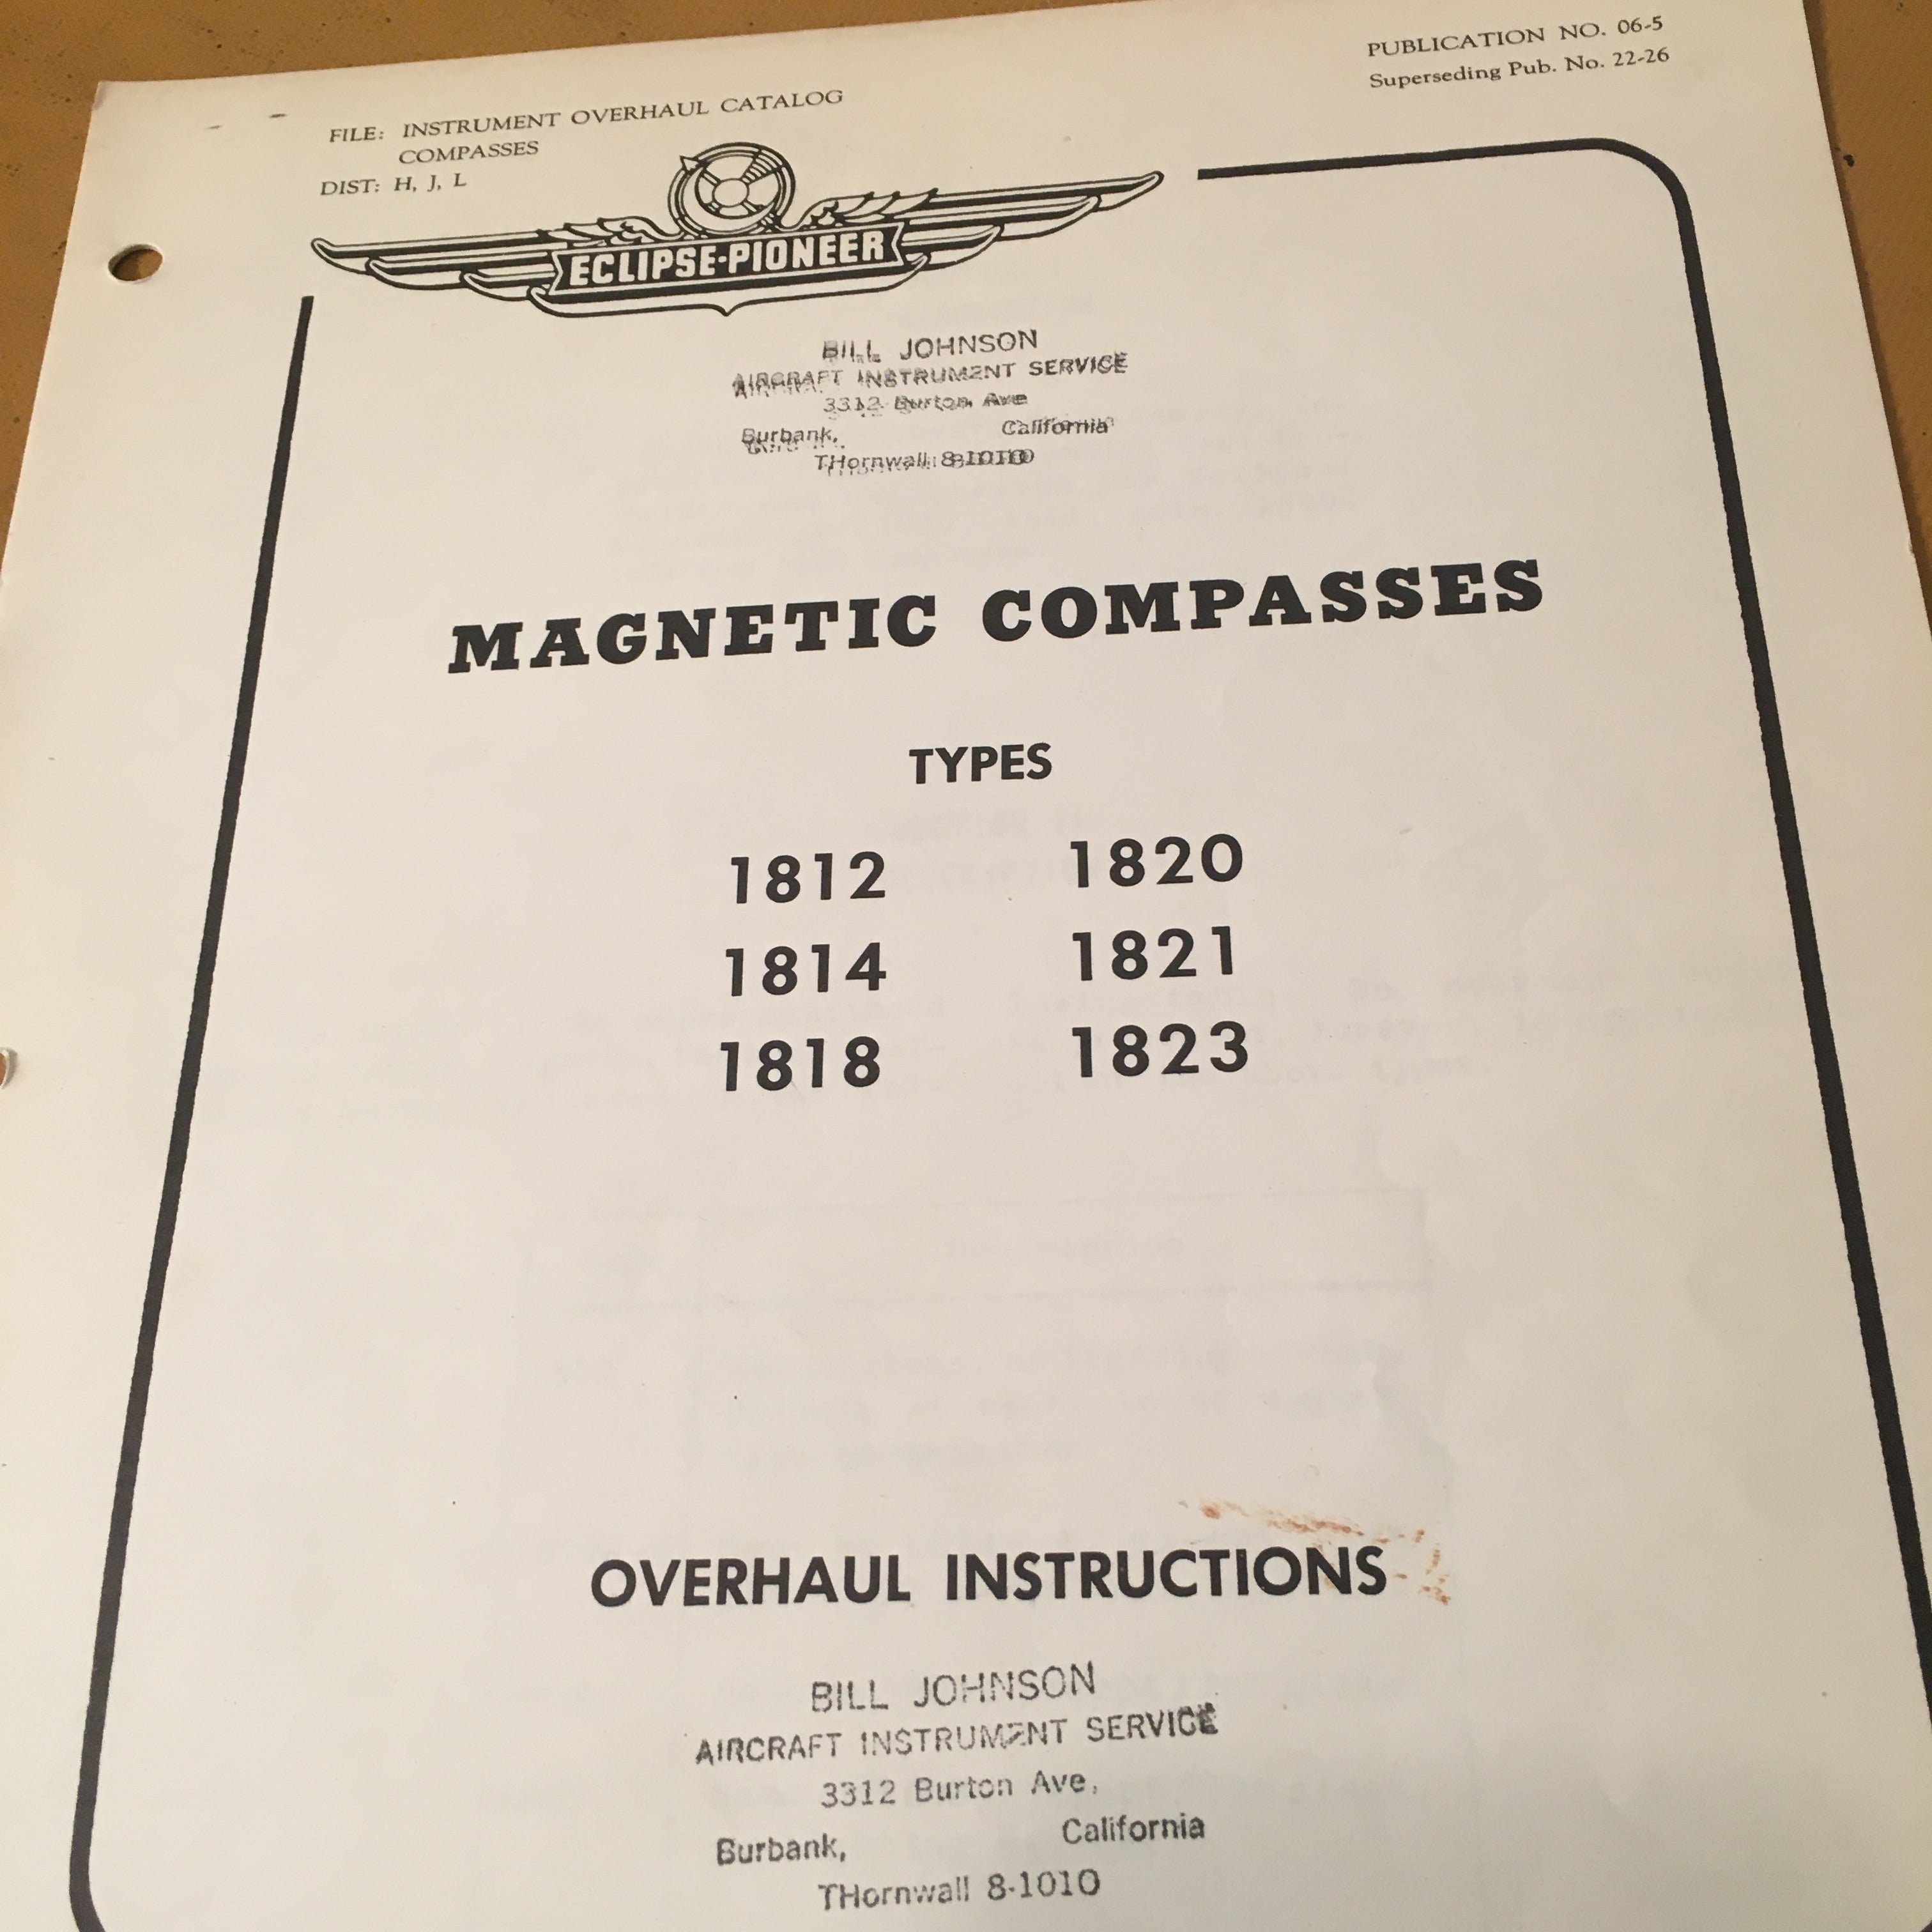 PUBLICATION NO. 06-5
Superseding Pub. No. 22-26
FILE: INSTRUMENT OVERHAUL CATALOG
COMPASSES
DIST: H, J, L
ECLIPSE-PIONEER
BILL JOHNSON
AIRCRAFT INSTRUMENT SERVICE
3312 Burton Ave
Burbank, California
THornwall 8-1010
MAGNETIC COMPASSES
TYPES
1812 1820
1814 1821
1818 1823
OVERHAUL INSTRUCTIONS
BILL JOHNSON
AIRCRAFT INSTRUMENT SERVICE
3312 Burton Ave,
Burbank, California
THornwall 8-1010